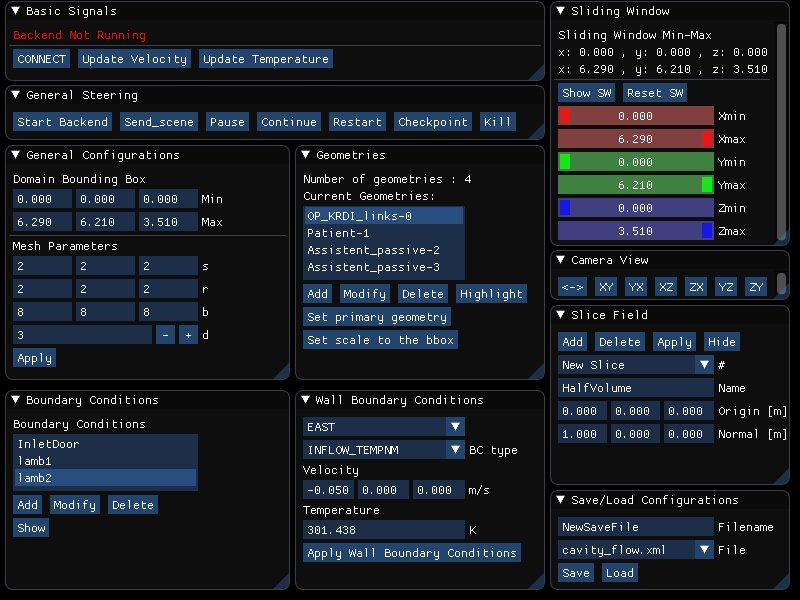 Basic Signals
Backend Not Running
CONNECT Update Velocity Update Temperature
General Steering
Start Backend Send_scene Pause Continue Restart Checkpoint Kill
General Configurations
Domain Bounding Box
0.000 0.000 0.000 Min
6.290 6.210 3.510 Max
Mesh Parameters
2 2 2 s
2 2 2 r
8 8 8 b
3 - + d
Apply
Geometries
Number of geometries : 4
Current Geometries:
OP_KRDI_links-0
Patient-1
Assistent_passive-2
Assistent_passive-3
Add Modify Delete Highlight
Set primary geometry
Set scale to the bbox
Boundary Conditions
Boundary Conditions
InletDoor
lamb1
lamb2
Add Modify Delete
Show
Wall Boundary Conditions
EAST
INFLOW_TEMPNM BC type
Velocity
-0.050 0.000 0.000 m/s
Temperature
301.438 K
Apply Wall Boundary Conditions
Sliding Window
Sliding Window Min-Max
x: 0.000 , y: 0.000 , z: 0.000
x: 6.290 , y: 6.210 , z: 3.510
Show SW Reset SW
0.000 Xmin
6.290 Xmax
0.000 Ymin
6.210 Ymax
0.000 Zmin
3.510 Zmax
Camera View
<-> XY YX XZ ZX YZ ZY
Slice Field
Add Delete Apply Hide
New Slice #
HalfVolume Name
0.000 0.000 0.000 Origin [m]
1.000 0.000 0.000 Normal [m]
Save/Load Configurations
NewSaveFile Filename
cavity_flow.xml File
Save Load